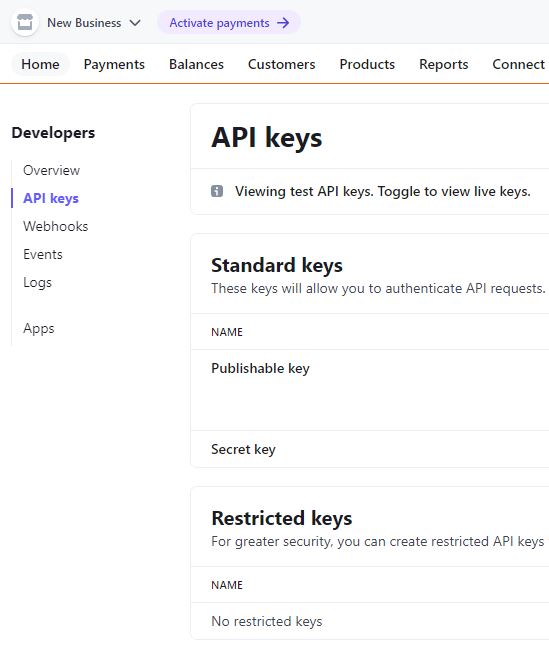 New Business
Activate payments
Home Payments Balances Customers Products Reports Connect
Developers
Overview
API keys
Webhooks
Events
Logs
Apps
API keys
Viewing test API keys. Toggle to view live keys.
Standard keys
These keys will allow you to authenticate API requests.
NAME
Publishable key
Secret key
Restricted keys
For greater security, you can create restricted API keys
NAME
No restricted keys